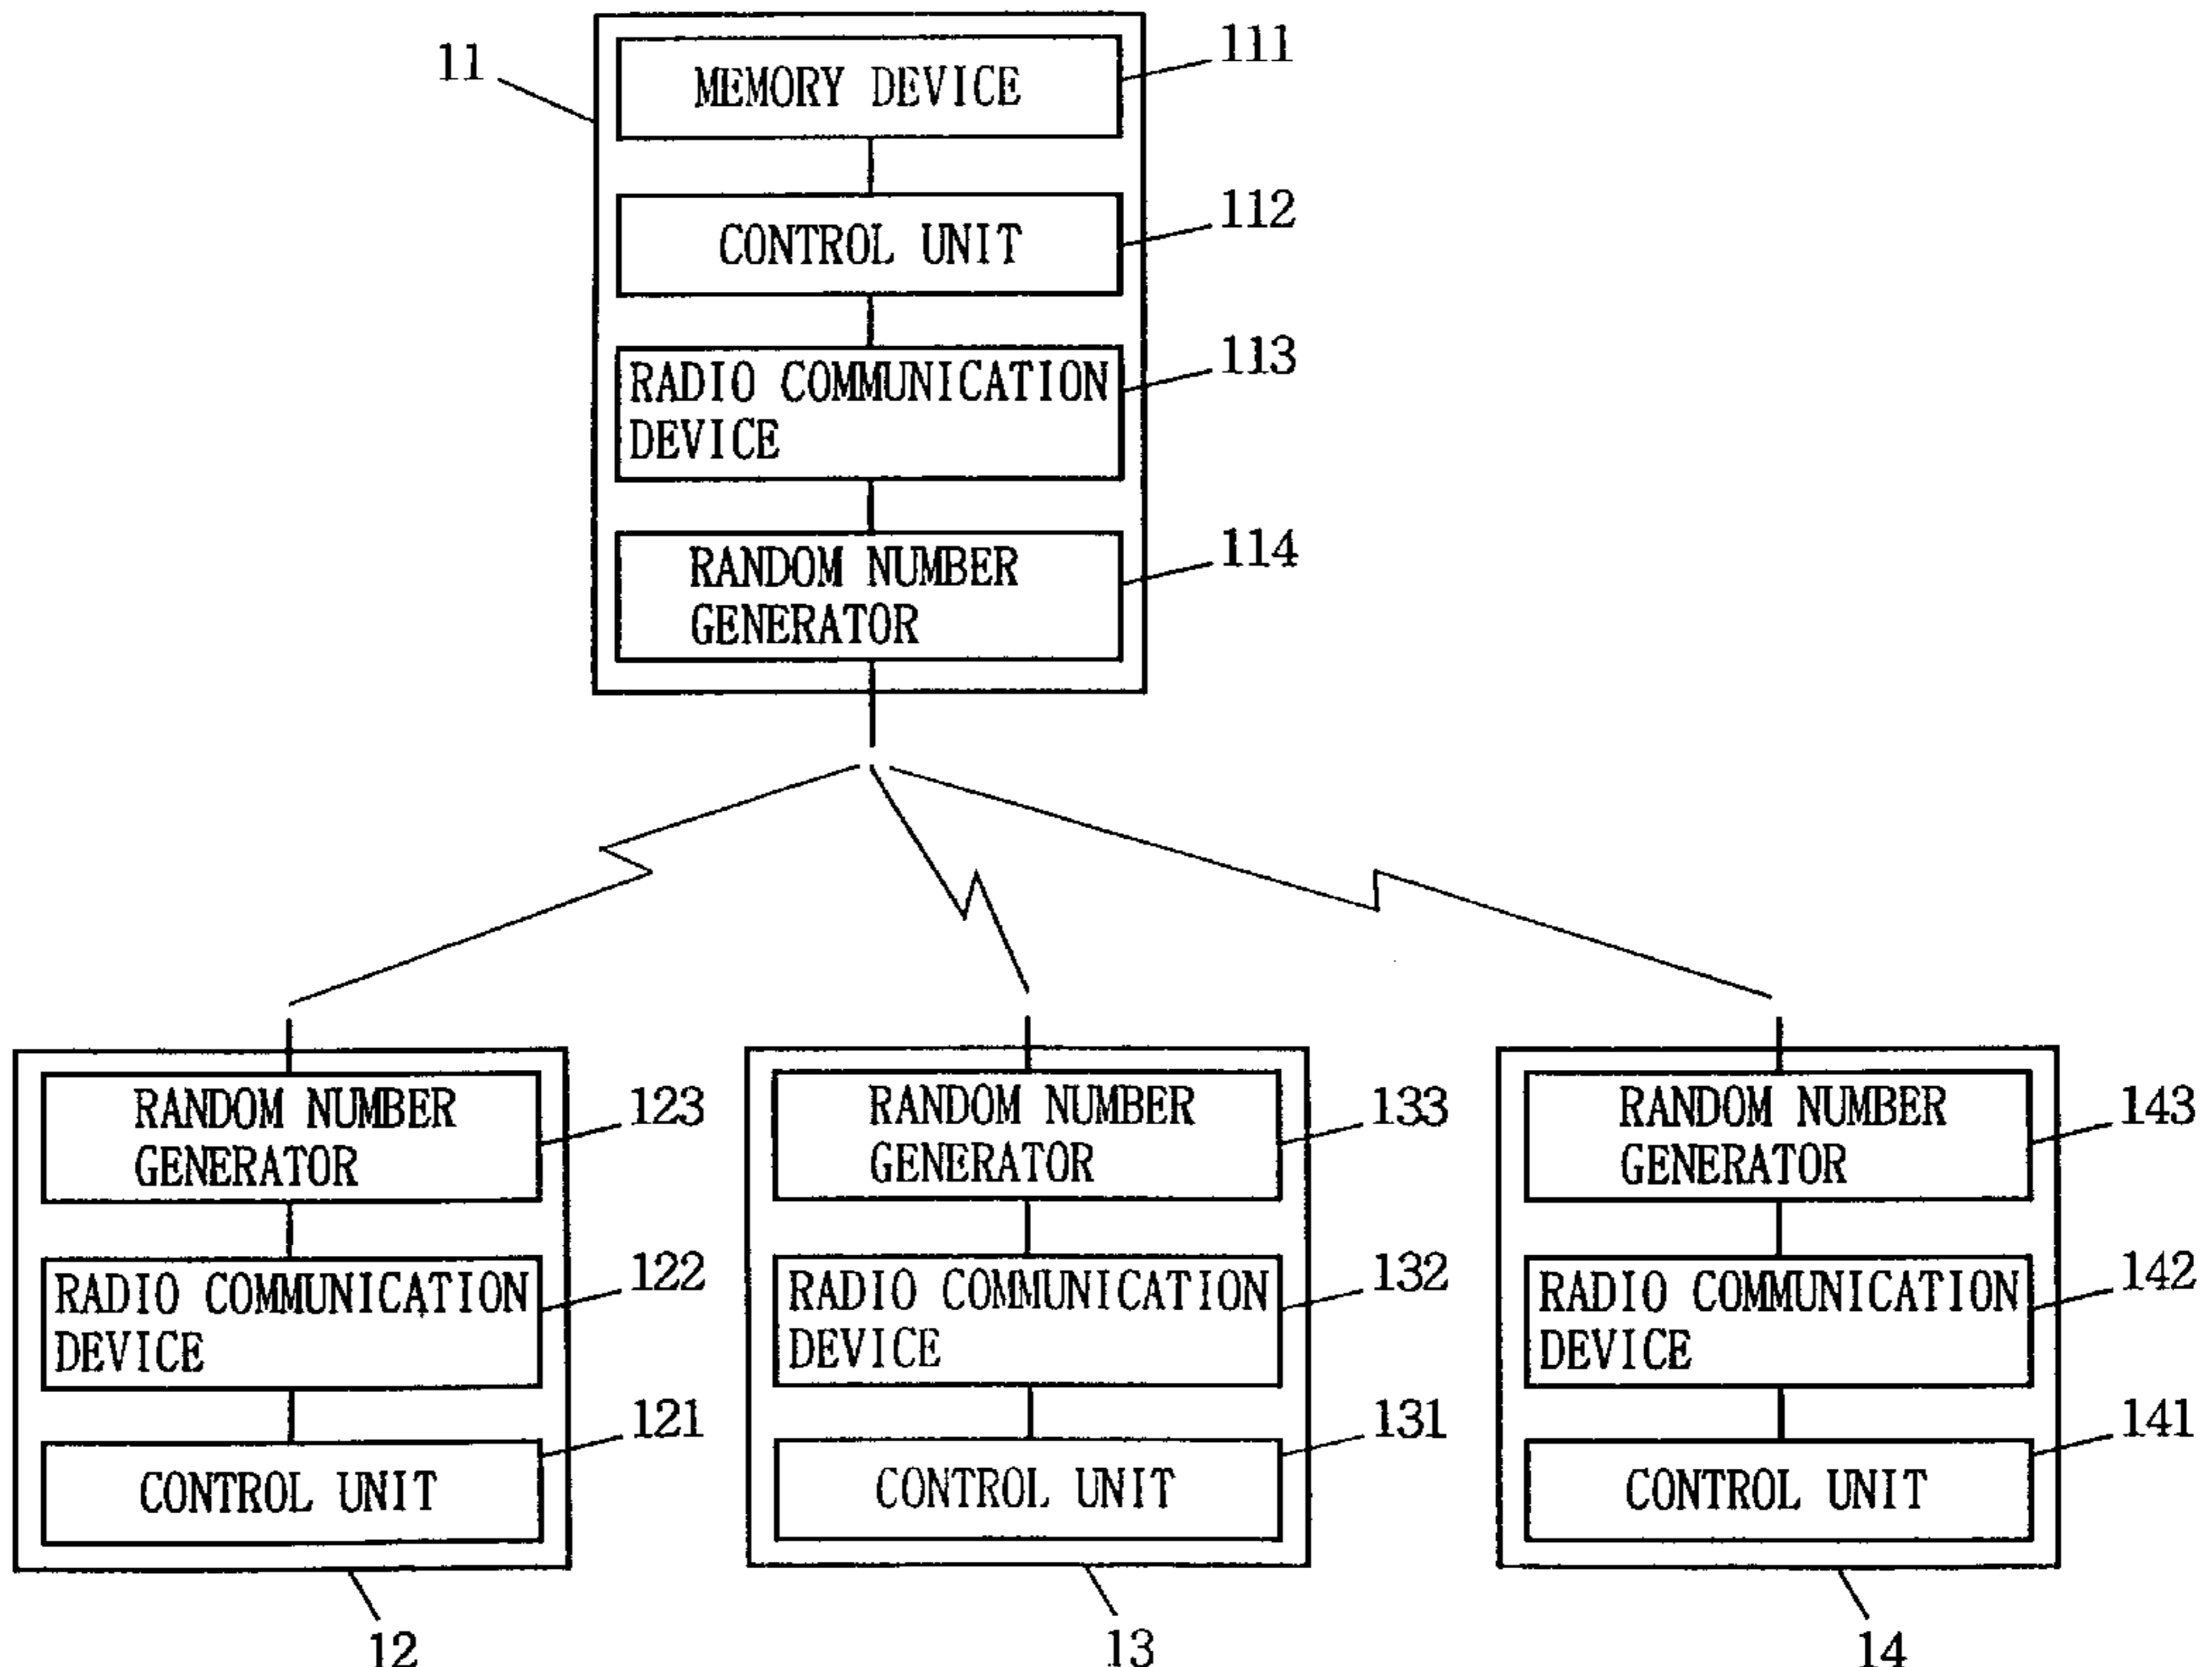 11
MEMORY DEVICE
111
CONTROL UNIT
112
RADIO COMMUNICATION
DEVICE
113
RANDOM NUMBER
GENERATOR
114
RANDOM NUMBER
GENERATOR
123
RADIO COMMUNICATION
DEVICE
122
CONTROL UNIT
121
12
RANDOM NUMBER
GENERATOR
133
RADIO COMMUNICATION
DEVICE
132
CONTROL UNIT
131
13
RANDOM NUMBER
GENERATOR
143
RADIO COMMUNICATION
DEVICE
142
CONTROL UNIT
141
14